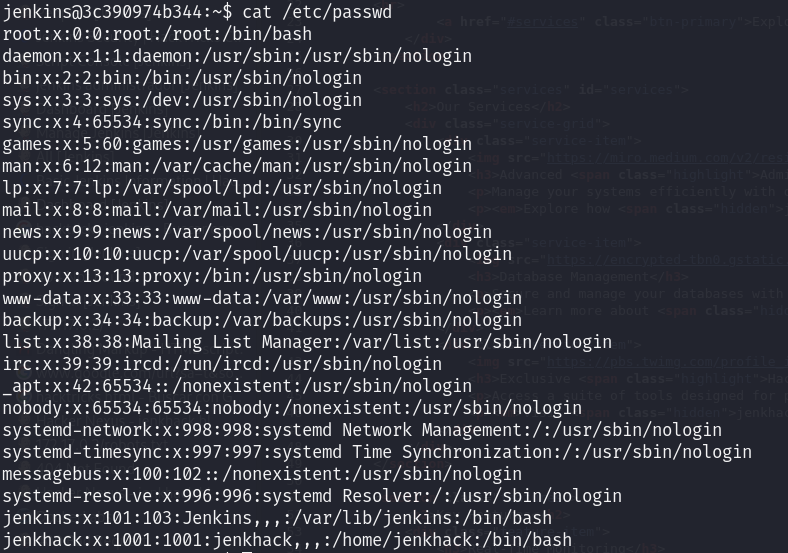 jenkins@3c390974b344:~$ cat /etc/passwd
root:x:0:0:root:/root:/bin/bash
daemon:x:1:1:daemon:/usr/sbin:/usr/sbin/nologin
bin:x:2:2:bin:/bin:/usr/sbin/nologin
sys:x:3:3:sys:/dev:/usr/sbin/nologin
sync:x:4:65534:sync:/bin:/bin/sync
games:x:5:60:games:/usr/games:/usr/sbin/nologin
man:x:6:12:man:/var/cache/man:/usr/sbin/nologin
lp:x:7:7:lp:/var/spool/lpd:/usr/sbin/nologin
mail:x:8:8:mail:/var/mail:/usr/sbin/nologin
news:x:9:9:news:/var/spool/news:/usr/sbin/nologin
uucp:x:10:10:uucp:/var/spool/uucp:/usr/sbin/nologin
proxy:x:13:13:proxy:/bin:/usr/sbin/nologin
www-data:x:33:33:www-data:/var/www:/usr/sbin/nologin
backup:x:34:34:backup:/var/backups:/usr/sbin/nologin
list:x:38:38:Mailing List Manager:/var/list:/usr/sbin/nologin
irc:x:39:39:ircd:/run/ircd:/usr/sbin/nologin
_apt:x:42:65534::/nonexistent:/usr/sbin/nologin
nobody:x:65534:65534:nobody:/nonexistent:/usr/sbin/nologin
systemd-network:x:998:998:systemd Network Management:/:/usr/sbin/nologin
systemd-timesync:x:997:997:systemd Time Synchronization:/:/usr/sbin/nologin
messagebus:x:100:102::/nonexistent:/usr/sbin/nologin
systemd-resolve:x:996:996:systemd Resolver:/:/usr/sbin/nologin
jenkins:x:101:103:Jenkins,,,:/var/lib/jenkins:/bin/bash
jenkhack:x:1001:1001:jenkhack,,,:/home/jenkhack:/bin/bash